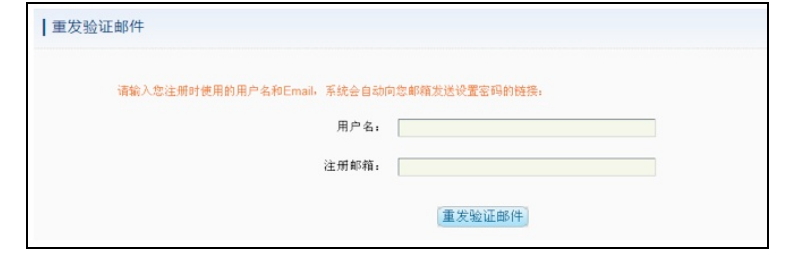 重发验证邮件
请输入您注册时使用的用户名和Email，系统会自动向您邮箱发送设置密码的链接：
用户名：
注册邮箱：
重发验证邮件